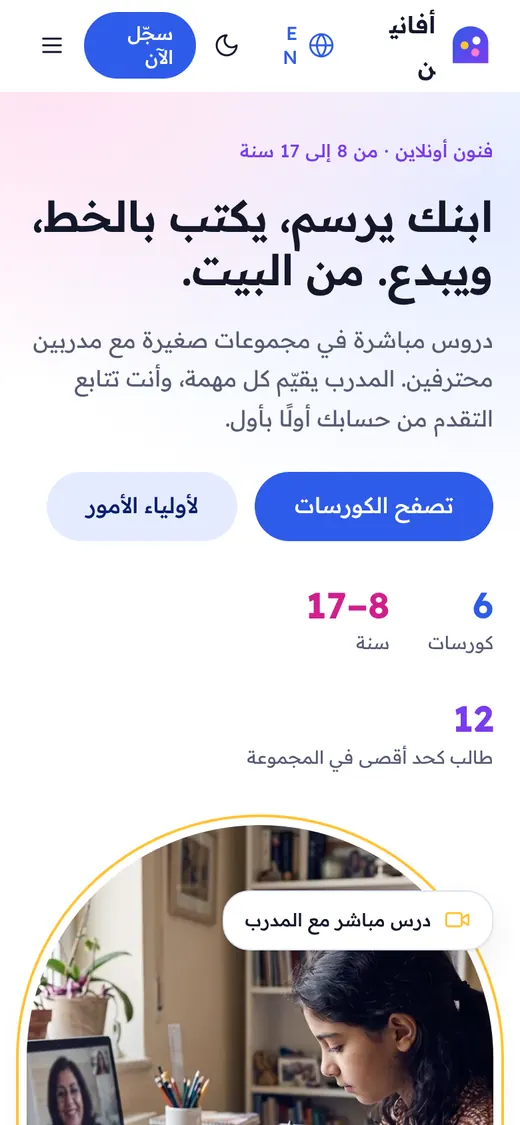 أفاني
ن
E
N
سجّل
الآن
فنون أونلاين · من 8 إلى 17 سنة
ابنك يرسم، يكتب بالخط،
ويبدع. من البيت.
دروس مباشرة في مجموعات صغيرة مع مدربين
محترفين. المدرب يقيّم كل مهمة، وأنت تتابع
التقدم من حسابك أولًا بأول.
تصفح الكورسات
لأولياء الأمور
6
كورسات
8–17
سنة
12
طالب كحد أقصى في المجموعة
درس مباشر مع المدرب